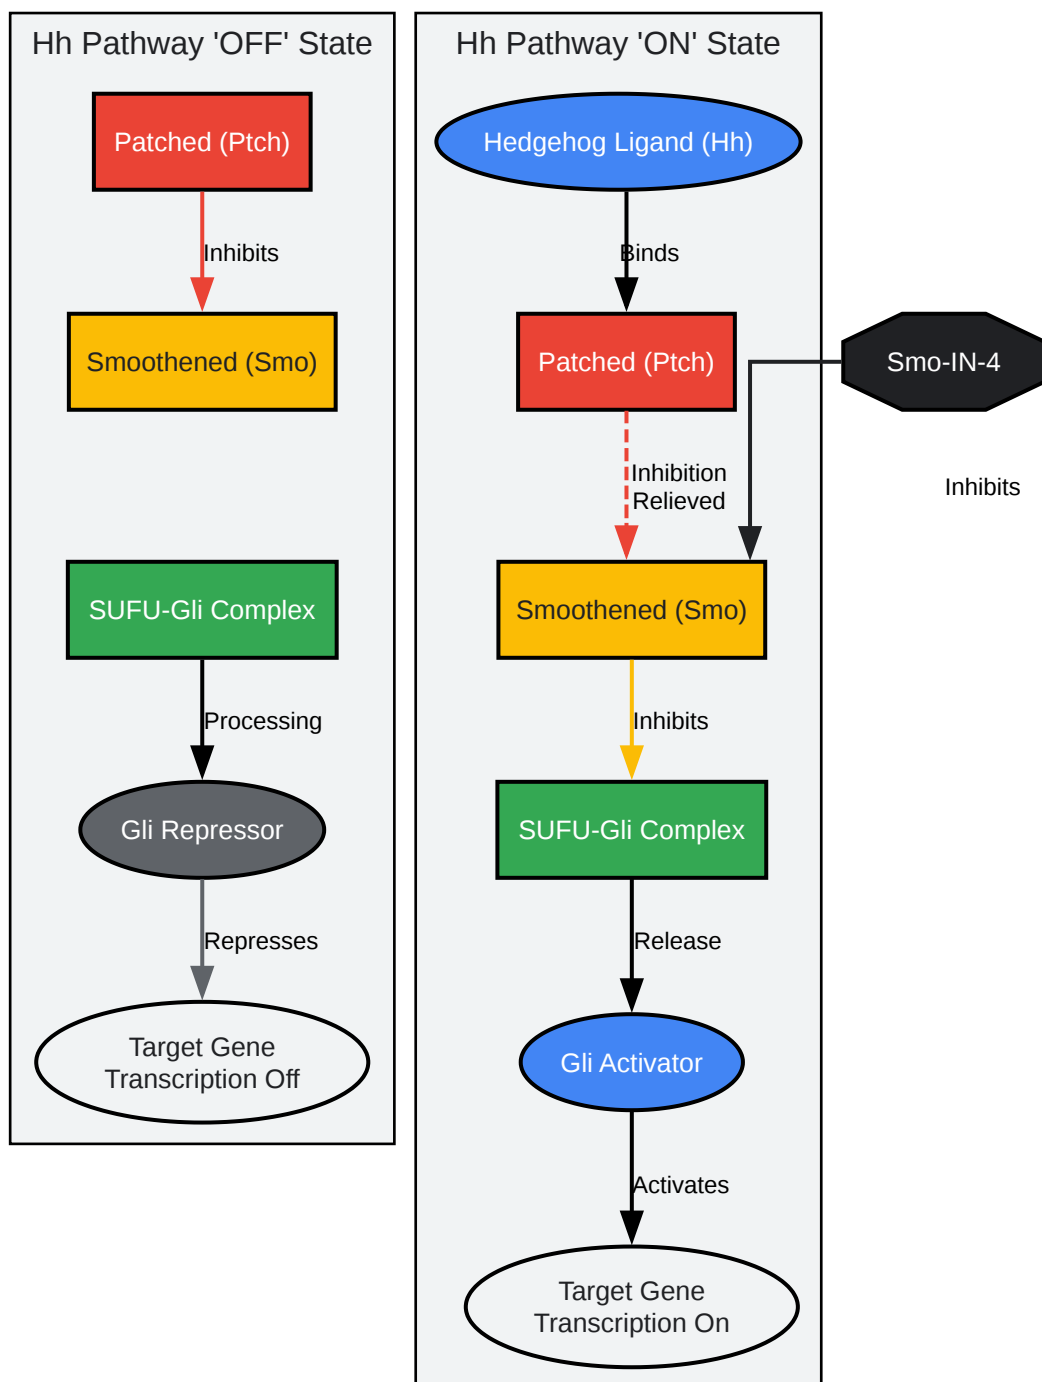 Hh Pathway 'OFF' State
Patched (Ptch)
Inhibits
Smoothened (Smo)
SUFU-Gli Complex
Processing
Gli Repressor
Represses
Target Gene
Transcription Off
Hh Pathway 'ON' State
Hedgehog Ligand (Hh)
Binds
Patched (Ptch)
Inhibition
Relieved
Smoothened (Smo)
Inhibits
SUFU-Gli Complex
Release
Gli Activator
Activates
Target Gene
Transcription On
Smo-IN-4
Inhibits